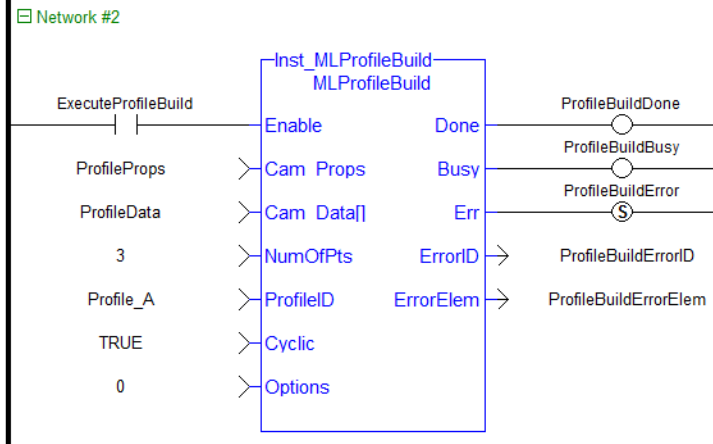 Network #2
Inst_MLProfileBuild
MLProfileBuild
ExecuteProfileBuild
Enable
Done
ProfileBuildDone
ProfileProps
Cam_Props
Busy
ProfileBuildBusy
ProfileData
Cam_Data[]
Err
ProfileBuildError
S
3
NumOfPts
ErrorID
ProfileBuildErrorID
Profile_A
ProfileID
ErrorElem
ProfileBuildErrorElem
TRUE
Cyclic
0
Options